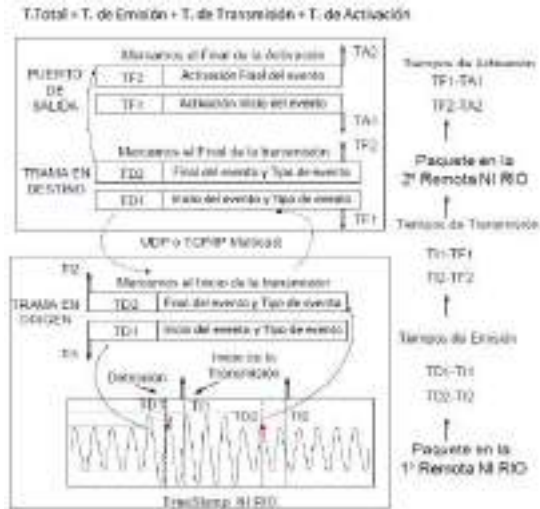 T.Total = T. de Emisión + T. de Transmisión + T. de Activación
Marcamos el Final de la Activación
TA2
PUERTO DE SALIDA
TF2
Activación Final del evento
TF1
Activación Inicio del evento
TA1
Marcamos el Final de la transmisión
TF2
TRAMA EN DESTINO
TD2
Final del evento y Tipo de evento
TD1
Inicio del evento y Tipo de evento
TF1
UDP o TCP/IP Multicast
TI2
Marcamos el Inicio de la transmisión
TRAMA EN ORIGEN
TD2
Final del evento y Tipo de evento
TD1
Inicio del evento y Tipo de evento
TI1
Detección
Inicio de la Transmisión
TD1
TI1
TD2
TI2
TimeStamp NI RIO
Tiempos de Activación
TF1-TA1
TF2-TA2
Paquete en la
2º Remota NI RIO
Tiempos de Transmisión
TI1-TF1
TI2-TF2
Tiempos de Emisión
TD1-TI1
TD2-TI2
Paquete en la
1º Remota NI RIO